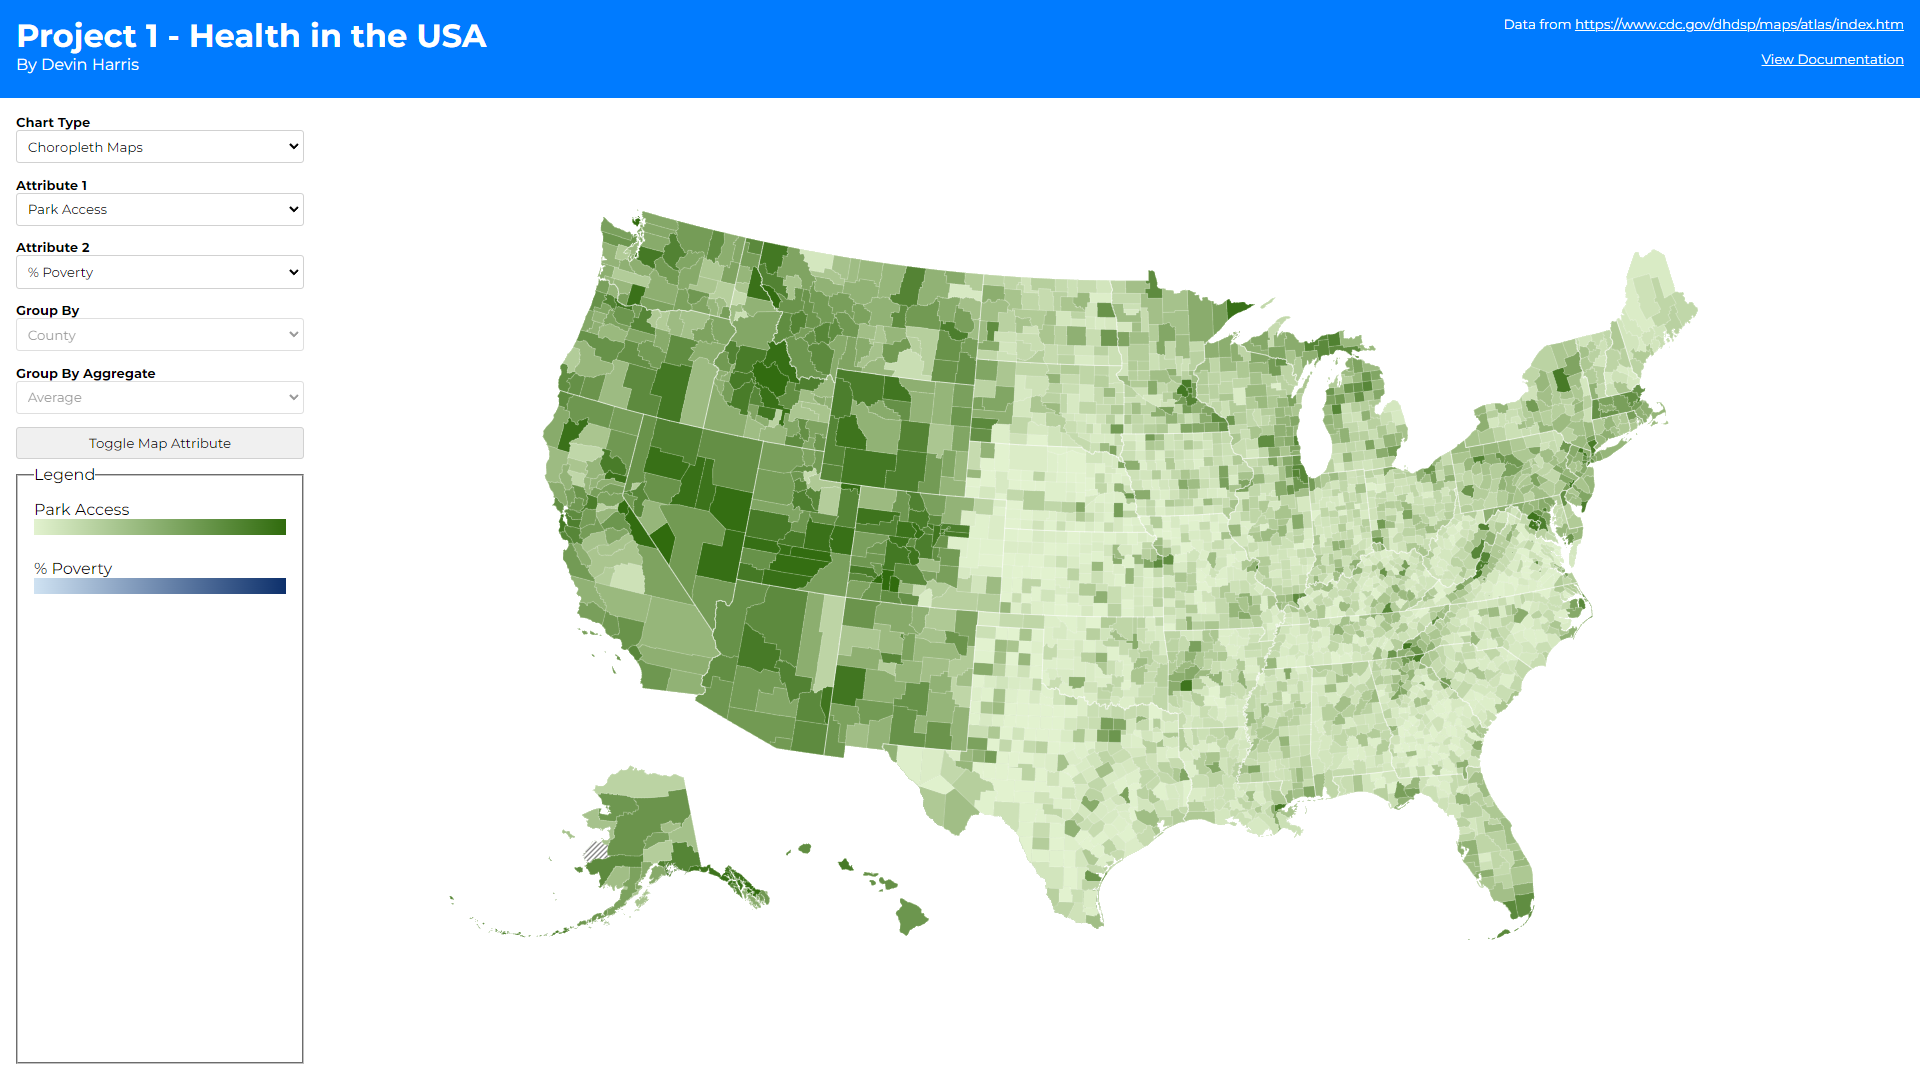 Project 1 - Health in the USA
By Devin Harris
Data from https://www.cdc.gov/dhdsp/maps/atlas/index.htm
View Documentation
Chart Type
Choropleth Maps
Attribute 1
Park Access
Attribute 2
% Poverty
Group By
County
Group By Aggregate
Average
Toggle Map Attribute
Legend
Park Access
% Poverty